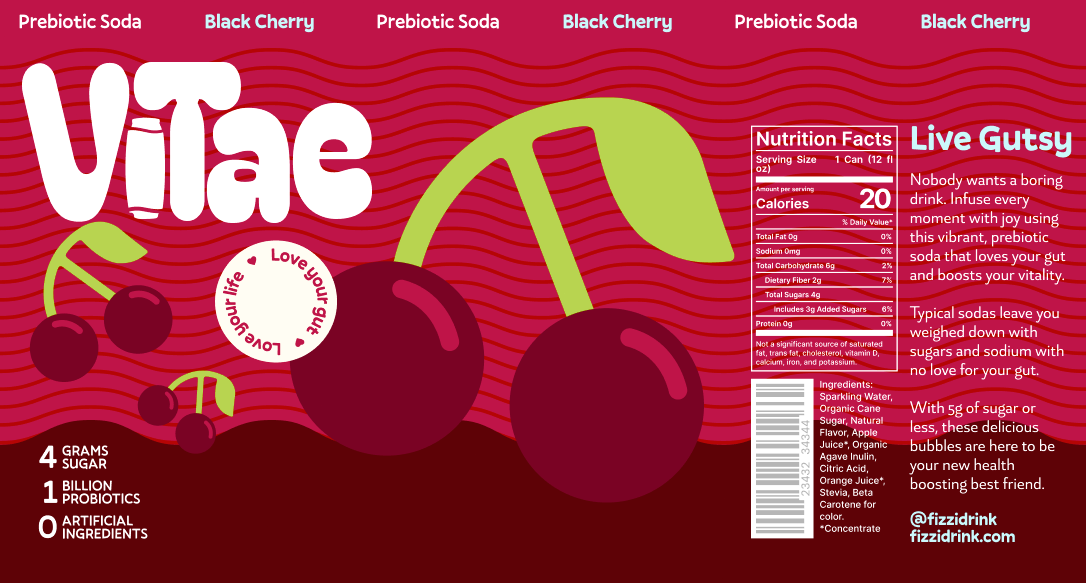 Prebiotic Soda Black Cherry Prebiotic Soda Black Cherry Prebiotic Soda Black Cherry
ViTae
Love your gut ♥ Love your life ♥
4 GRAMS
SUGAR
1 BILLION
PROBIOTICS
0 ARTIFICIAL
INGREDIENTS
Nutrition Facts
Serving Size 1 Can (12 fl
oz)
Amount per serving
Calories 20
% Daily Value*
Total Fat 0g 0%
Sodium 0mg 0%
Total Carbohydrate 6g 2%
Dietary Fiber 2g 7%
Total Sugars 4g
Includes 3g Added Sugars 6%
Protein 0g 0%
Not a significant source of saturated
fat, trans fat, cholesterol, vitamin D,
calcium, iron, and potassium.
23432 34344
Ingredients:
Sparkling Water,
Organic Cane
Sugar, Natural
Flavor, Apple
Juice*, Organic
Agave Inulin,
Citric Acid,
Orange Juice*,
Stevia, Beta
Carotene for
color.
*Concentrate
Live Gutsy
Nobody wants a boring
drink. Infuse every
moment with joy using
this vibrant, prebiotic
soda that loves your gut
and boosts your vitality.
Typical sodas leave you
weighed down with
sugars and sodium with
no love for your gut.
With 5g of sugar or
less, these delicious
bubbles are here to be
your new health
boosting best friend.
@fizzidrink
fizzidrink.com